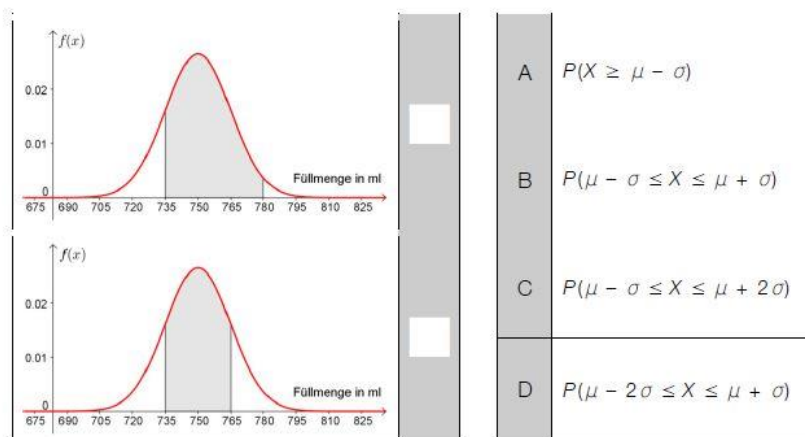 f(x)
0.02
0.01
0
Füllmenge in ml
675 690 705 720 735 750 765 780 795 810 825
f(x)
0.02
0.01
0
Füllmenge in ml
675 690 705 720 735 750 765 780 795 810 825
A P(X ≥ μ − σ)
B P(μ − σ ≤ X ≤ μ + σ)
C P(μ − σ ≤ X ≤ μ + 2σ)
D P(μ − 2σ ≤ X ≤ μ + σ)